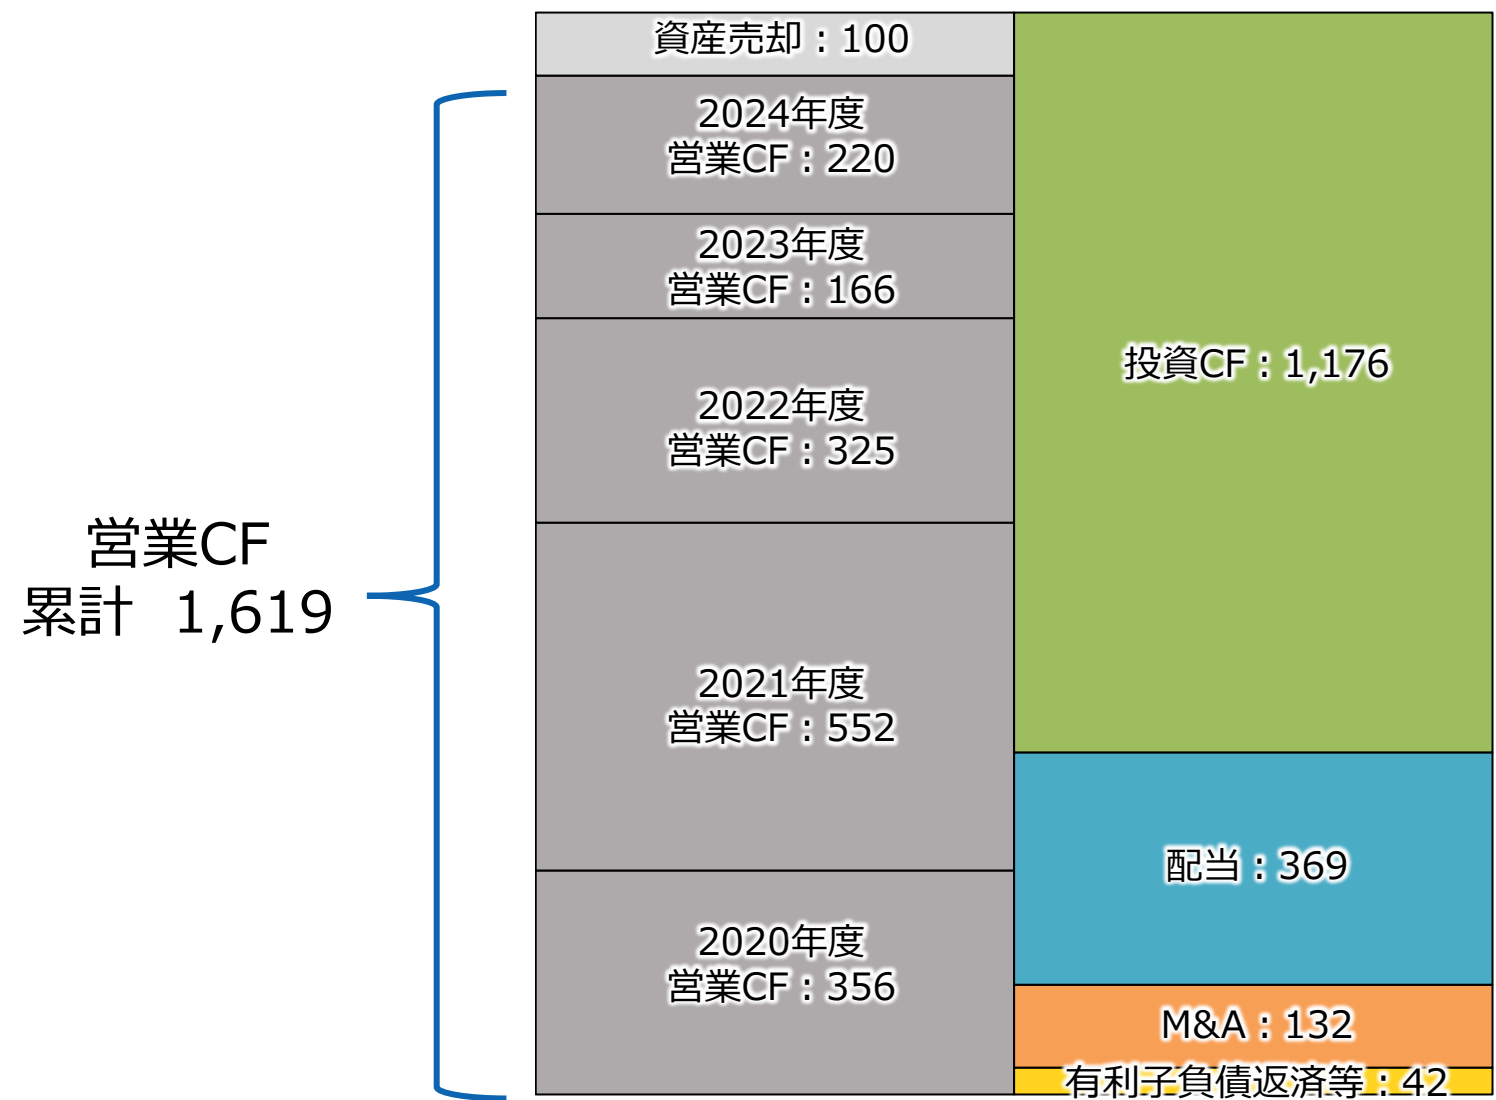 資産売却：100
2024年度
営業CF：220
2023年度
営業CF：166
2022年度
営業CF：325
2021年度
営業CF：552
2020年度
営業CF：356
営業CF
累計　1,619
投資CF：1,176
配当：369
M&A：132
有利子負債返済等：42